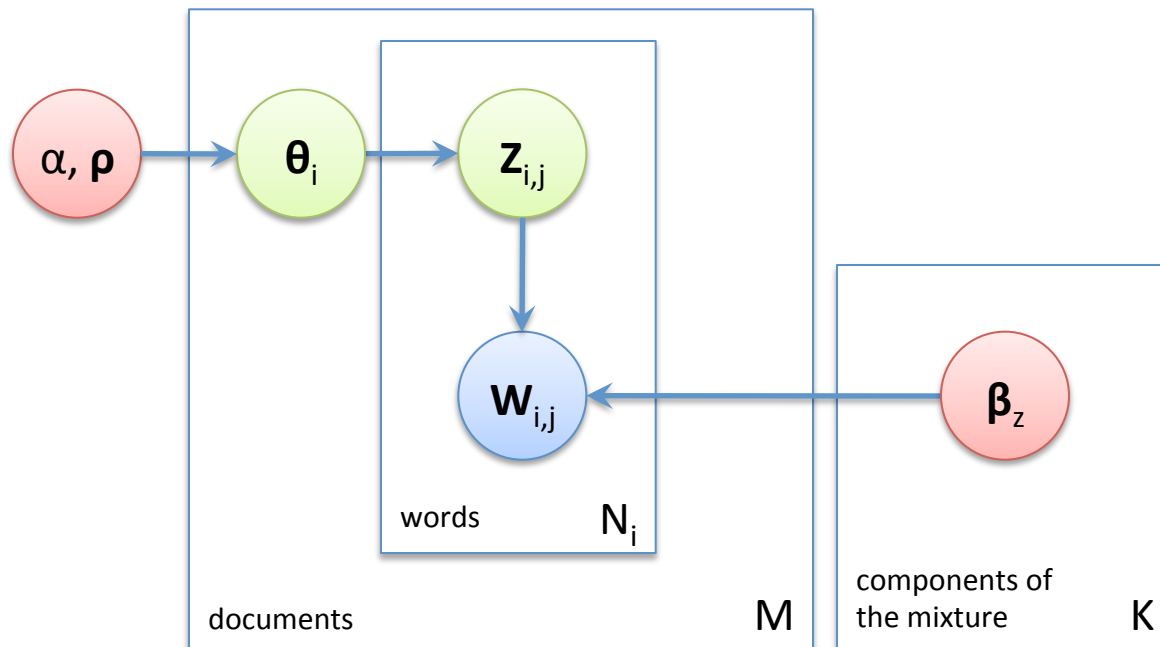 α, ρ
θi
Zi,j
Wi,j
βz
words
Ni
documents
M
components of
the mixture
K